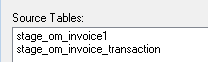 Source Tables:
stage_om_invoice1
stage_om_invoice_transaction